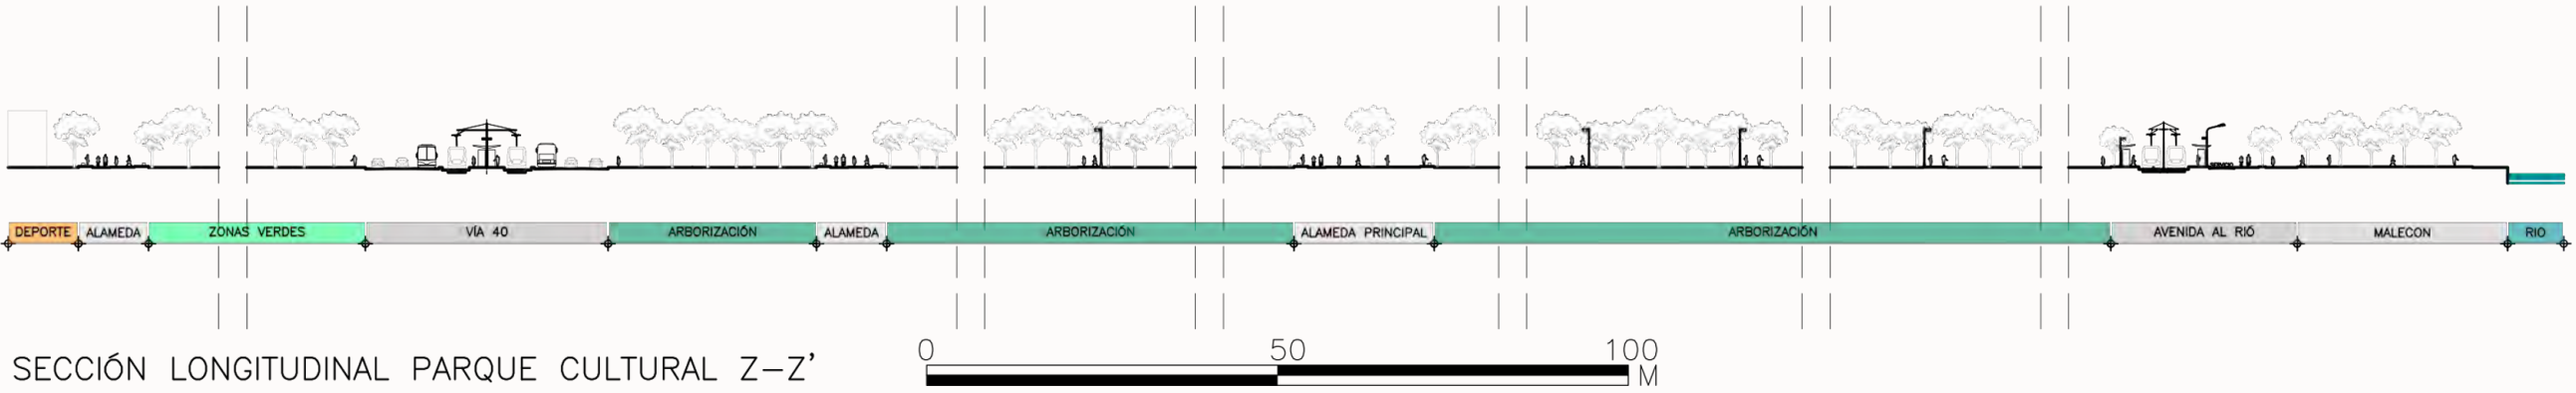 DEPORTE ALAMEDA ZONAS VERDES VÍA 40 ARBORIZACIÓN ALAMEDA ARBORIZACIÓN ALAMEDA PRINCIPAL ARBORIZACIÓN AVENIDA AL RIÓ MALECON RIO
0 50 100
SECCIÓN LONGITUDINAL PARQUE CULTURAL Z-Z' M